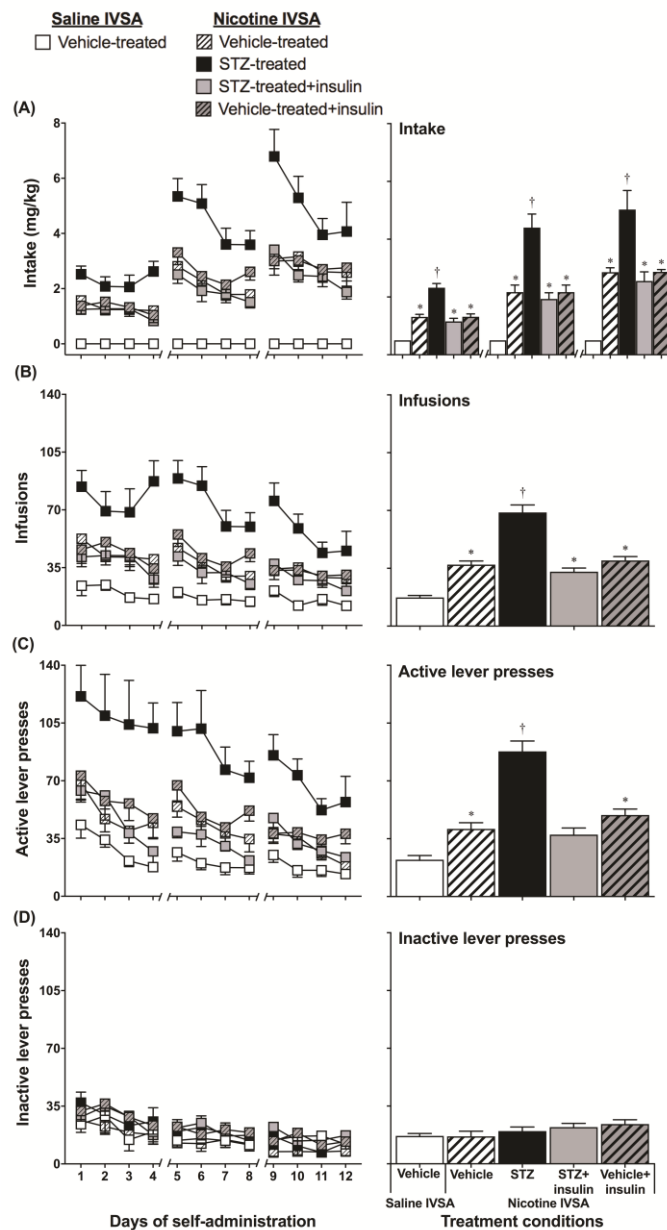 Saline IVSA
Nicotine IVSA
Vehicle-treated
Vehicle-treated
STZ-treated
STZ-treated+insulin
Vehicle-treated+insulin
(A)
8
6
4
2
0
Intake (mg/kg)
Intake
†
†
†
*
*
*
*
*
*
*
*
*
(B)
140
105
70
35
0
Infusions
Infusions
†
*
*
*
(C)
140
105
70
35
0
Active lever presses
Active lever presses
†
*
*
(D)
140
105
70
35
0
Inactive lever presses
Inactive lever presses
1 2 3 4 5 6 7 8 9 10 11 12
Days of self-administration
Vehicle Vehicle STZ STZ+ Vehicle+
insulin insulin
Saline IVSA Nicotine IVSA
Treatment conditions